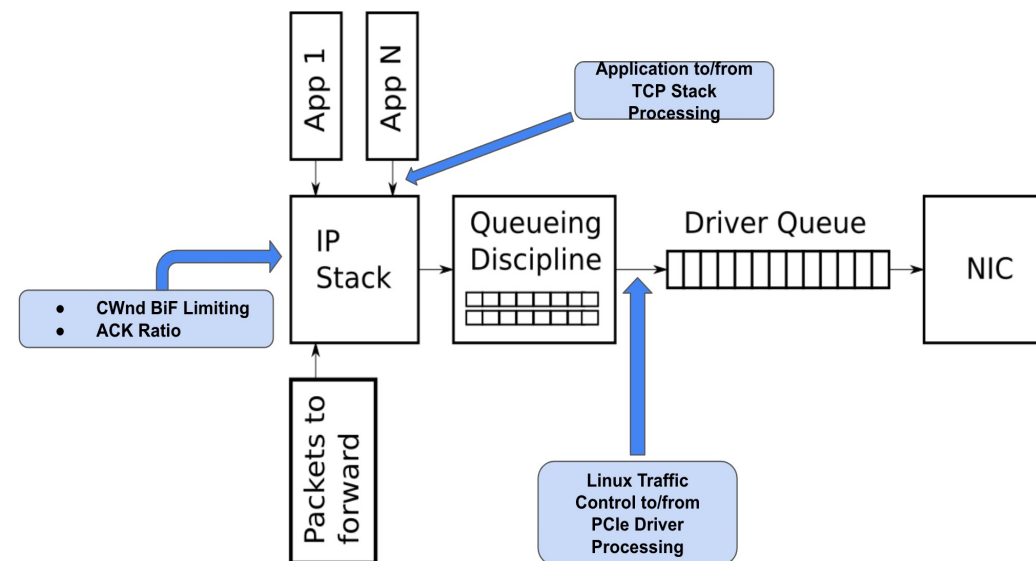 App 1
App N
Application to/from
TCP Stack
Processing
IP
Stack
Queueing
Discipline
Driver Queue
NIC
● CWnd BiF Limiting
● ACK Ratio
Packets to
forward
Linux Traffic
Control to/from
PCIe Driver
Processing